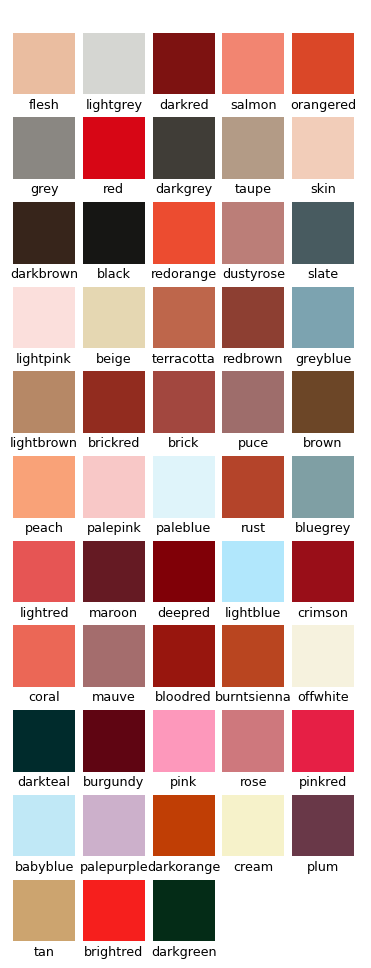 flesh lightgrey darkred salmon orangered
grey red darkgrey taupe skin
darkbrown black redorange dustyrose slate
lightpink beige terracotta redbrown greyblue
lightbrown brickred brick puce brown
peach palepink paleblue rust bluegrey
lightred maroon deepred lightblue crimson
coral mauve bloodred burntsienna offwhite
darkteal burgundy pink rose pinkred
babyblue palepurple darkorange cream plum
tan brightred darkgreen